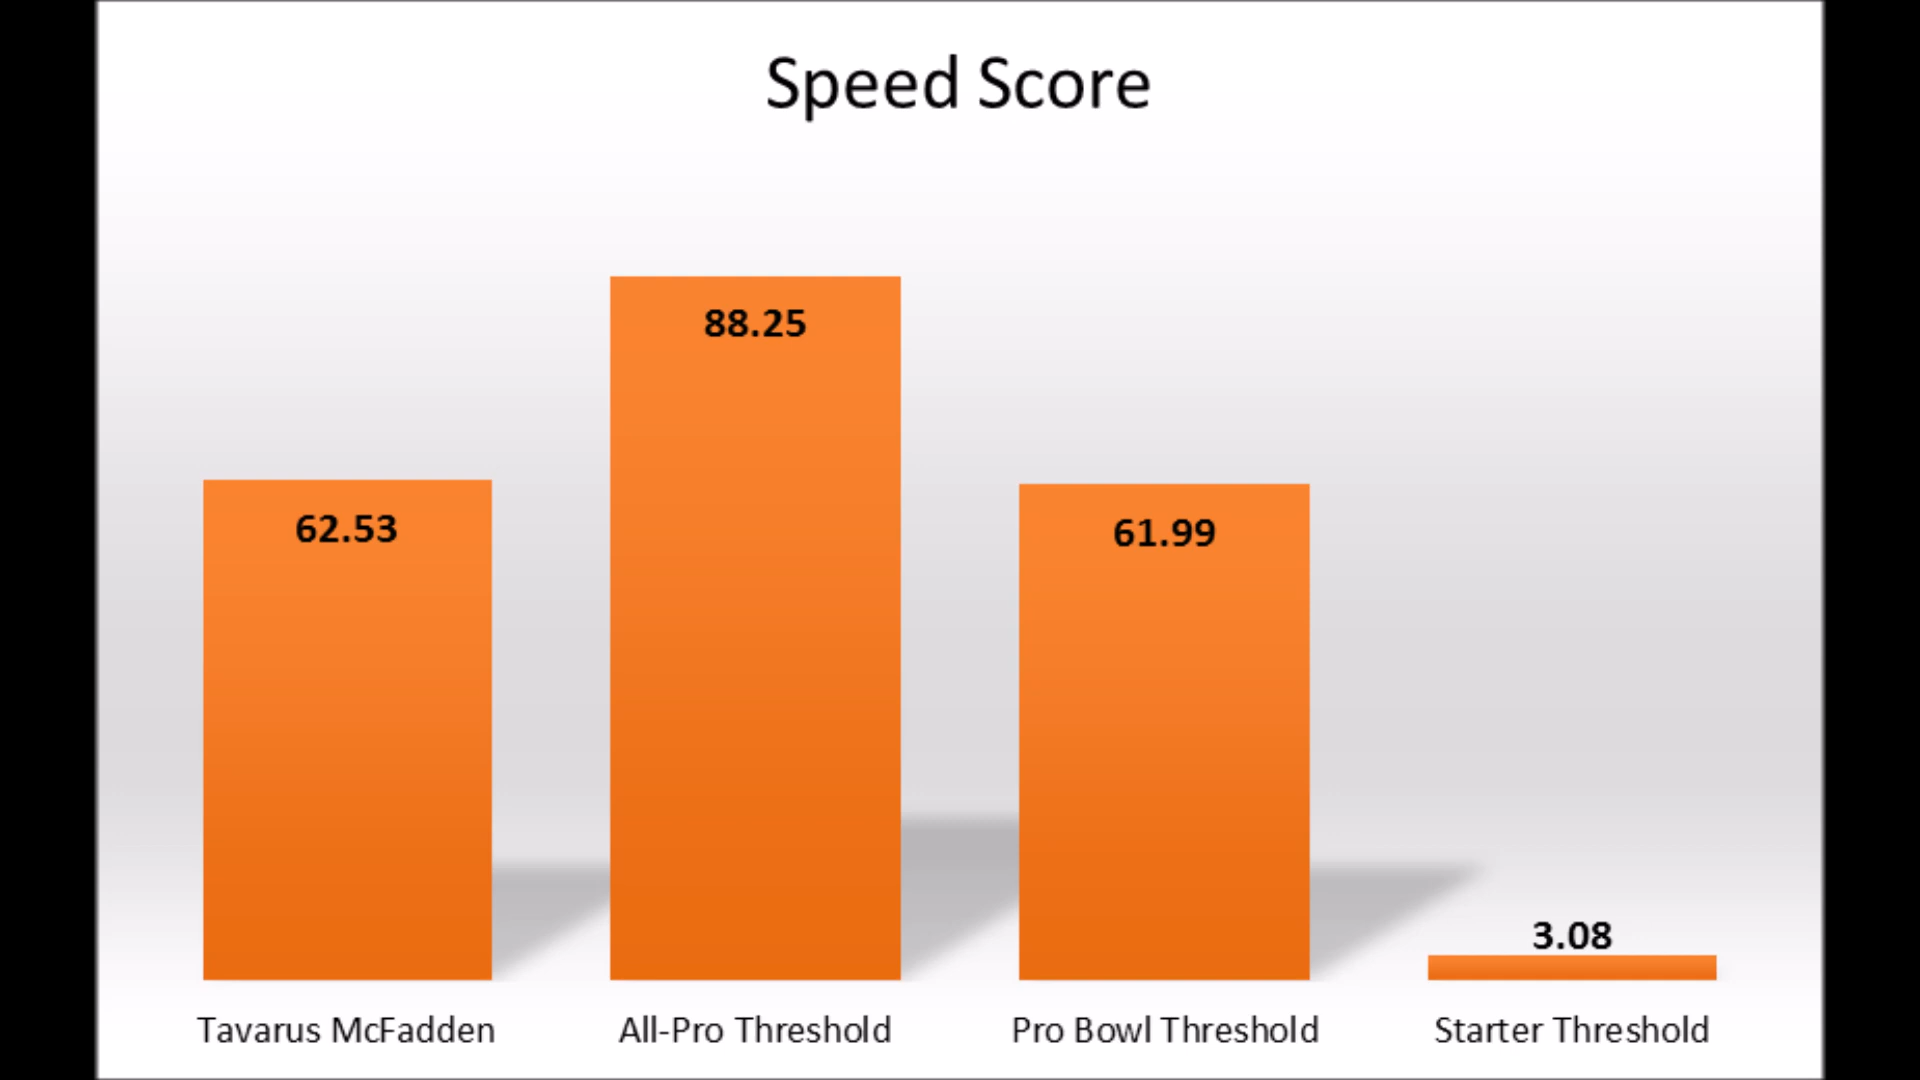 Speed Score
88.25
62.53
61.99
3.08
Tavarus McFadden
All-Pro Threshold
Pro Bowl Threshold
Starter Threshold